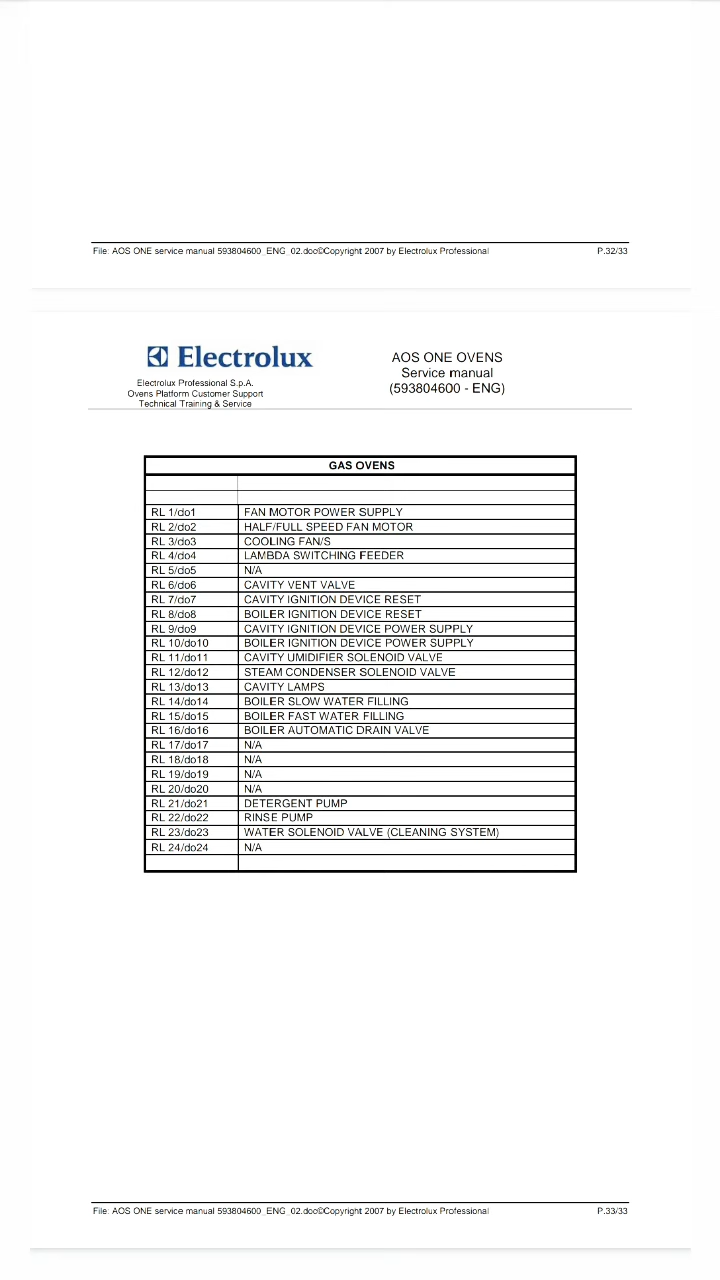 File: AOS ONE service manual 593804600_ENG_02.doc©Copyright 2007 by Electrolux Professional P.32/33
Electrolux
Electrolux Professional S.p.A.
Ovens Platform Customer Support
Technical Training & Service
AOS ONE OVENS
Service manual
(593804600 - ENG)
GAS OVENS
RL 1/do1 FAN MOTOR POWER SUPPLY
RL 2/do2 HALF/FULL SPEED FAN MOTOR
RL 3/do3 COOLING FAN/S
RL 4/do4 LAMBDA SWITCHING FEEDER
RL 5/do5 N/A
RL 6/do6 CAVITY VENT VALVE
RL 7/do7 CAVITY IGNITION DEVICE RESET
RL 8/do8 BOILER IGNITION DEVICE RESET
RL 9/do9 CAVITY IGNITION DEVICE POWER SUPPLY
RL 10/do10 BOILER IGNITION DEVICE POWER SUPPLY
RL 11/do11 CAVITY UMIDIFIER SOLENOID VALVE
RL 12/do12 STEAM CONDENSER SOLENOID VALVE
RL 13/do13 CAVITY LAMPS
RL 14/do14 BOILER SLOW WATER FILLING
RL 15/do15 BOILER FAST WATER FILLING
RL 16/do16 BOILER AUTOMATIC DRAIN VALVE
RL 17/do17 N/A
RL 18/do18 N/A
RL 19/do19 N/A
RL 20/do20 N/A
RL 21/do21 DETERGENT PUMP
RL 22/do22 RINSE PUMP
RL 23/do23 WATER SOLENOID VALVE (CLEANING SYSTEM)
RL 24/do24 N/A
File: AOS ONE service manual 593804600_ENG_02.doc©Copyright 2007 by Electrolux Professional P.33/33